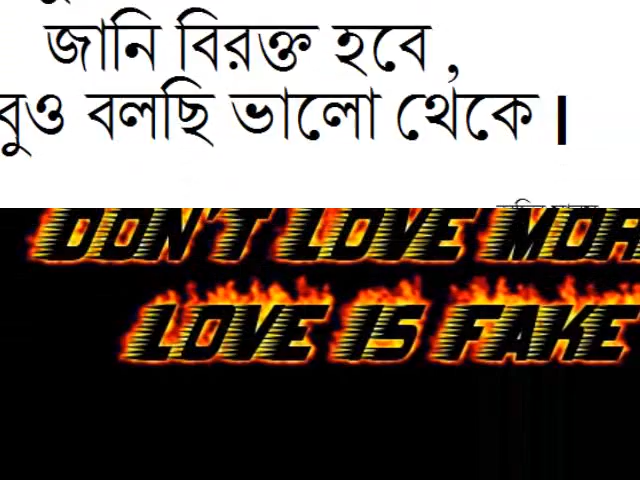 জানি বিরক্ত হবে ,
বুও বলছি ভালো থেকে ।
DON'T LOVE MOR
LOVE IS FAKE